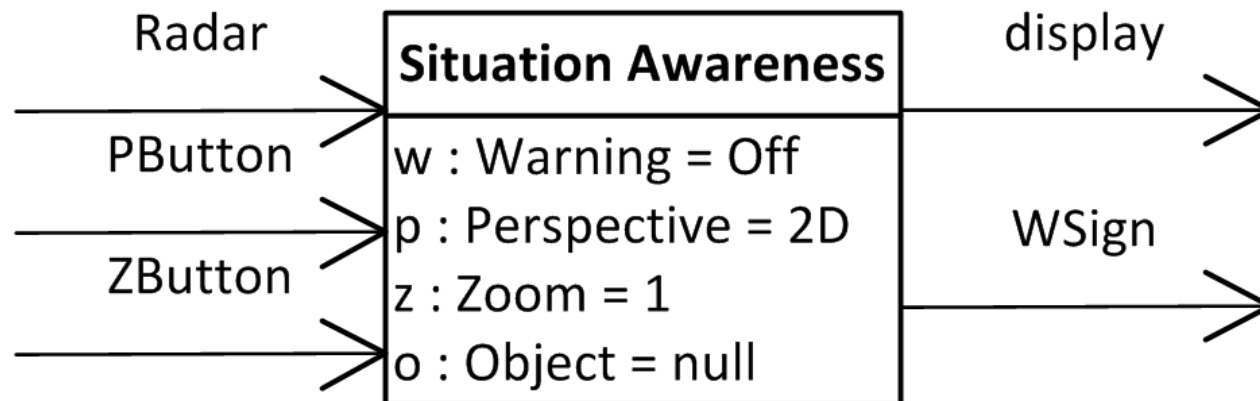 Radar
PButton
ZButton
Situation Awareness
w : Warning = Off
p : Perspective = 2D
z : Zoom = 1
o : Object = null
display
WSign